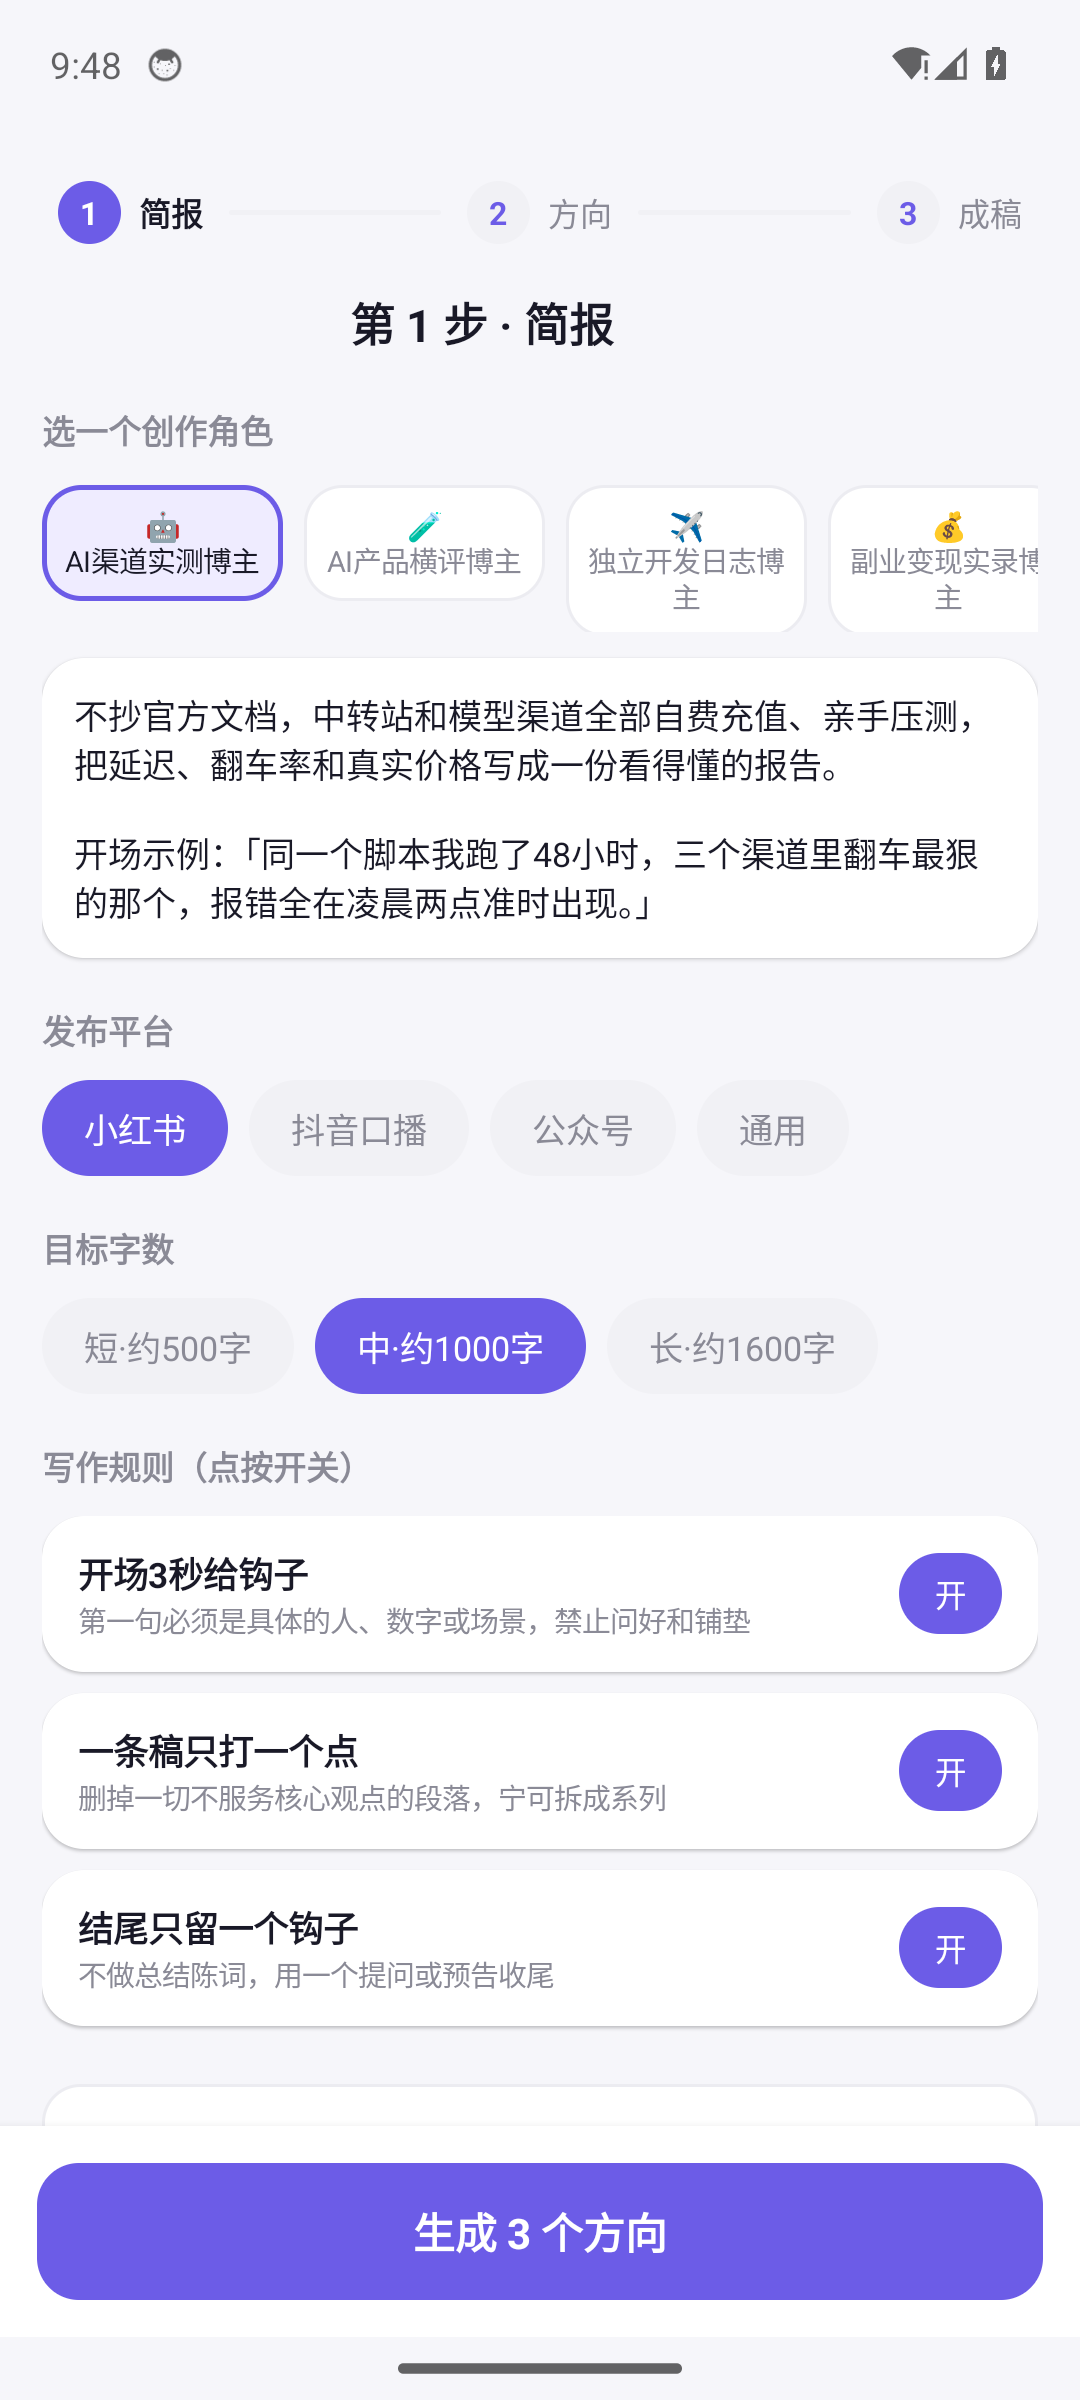 9:48
1 简报
2 方向
3 成稿
第 1 步 · 简报
选一个创作角色
AI渠道实测博主
AI产品横评博主
独立开发日志博
主
副业变现实录博
主
不抄官方文档，中转站和模型渠道全部自费充值、亲手压测，
把延迟、翻车率和真实价格写成一份看得懂的报告。
开场示例：「同一个脚本我跑了48小时，三个渠道里翻车最狠
的那个，报错全在凌晨两点准时出现。」
发布平台
小红书
抖音口播
公众号
通用
目标字数
短·约500字
中·约1000字
长·约1600字
写作规则（点按开关）
开场3秒给钩子
第一句必须是具体的人、数字或场景，禁止问好和铺垫
开
一条稿只打一个点
删掉一切不服务核心观点的段落，宁可拆成系列
开
结尾只留一个钩子
不做总结陈词，用一个提问或预告收尾
开
生成 3 个方向